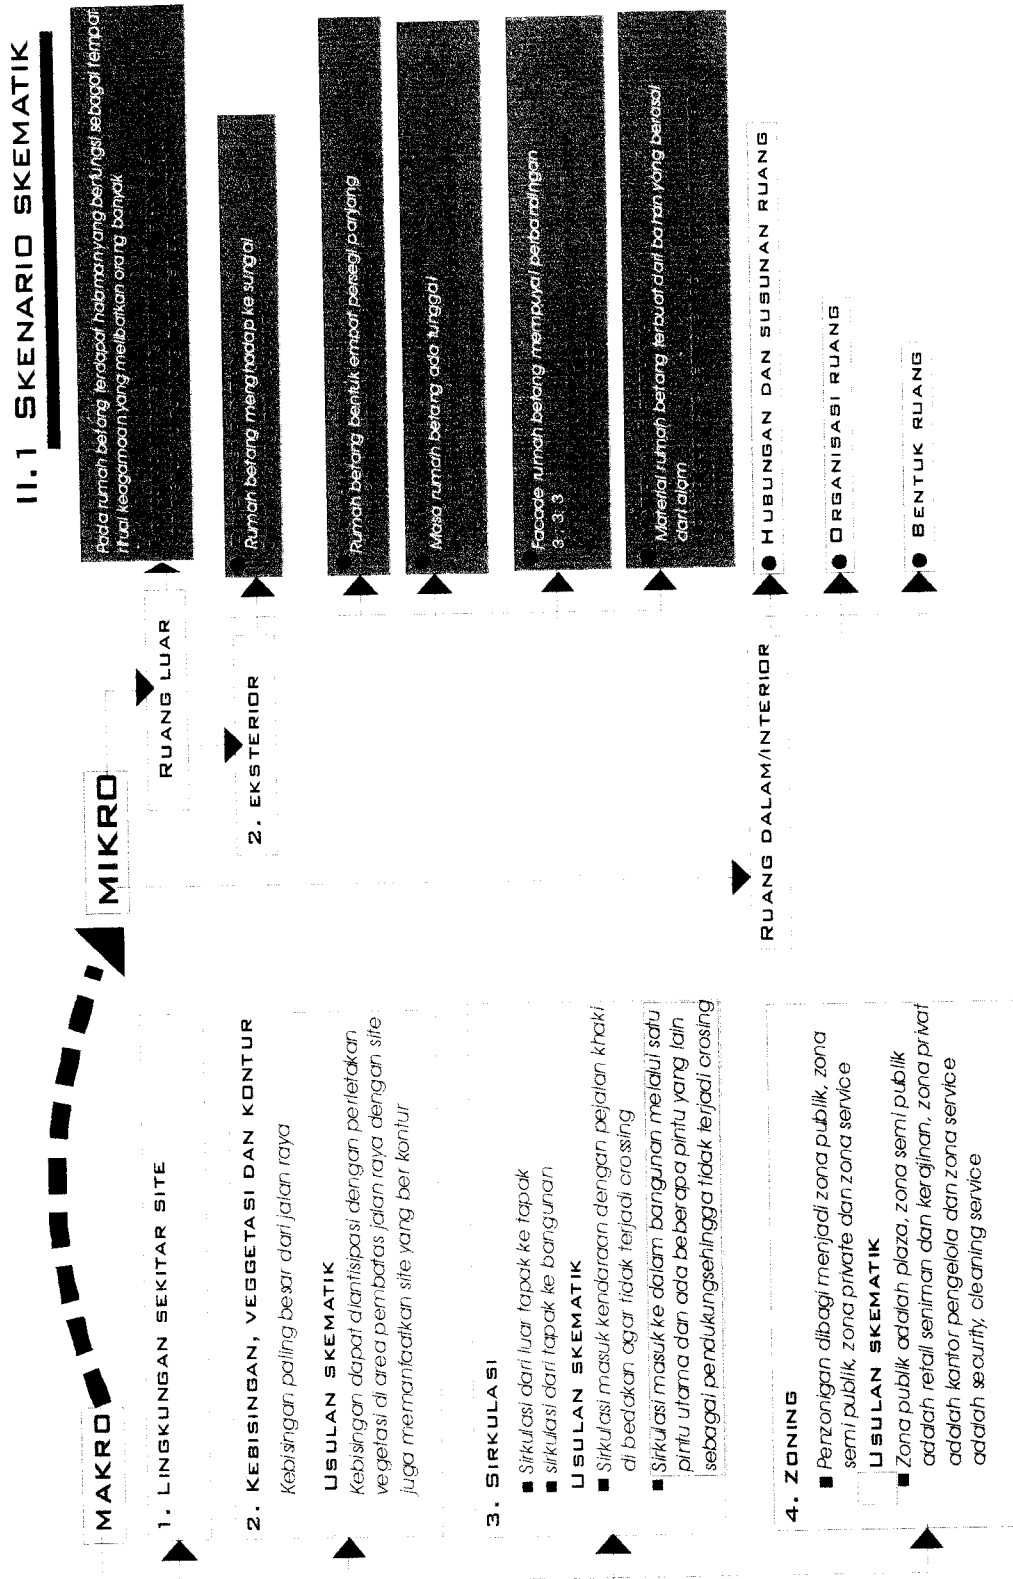 II.1 SKENARIO SKEMATIK
MAKRO
1. LINGKUNGAN SEKITAR SITE
2. KEBISINGAN, VEGGETASI DAN KONTUR
Kebisingan paling besar dari jalan raya
USULAN SKEMATIK
Kebisingan dapat diantisipasi dengan perletakan
vegetasi di area pembatas jalan raya dengan site
juga memanfaatkan site yang ber kontur
3. SIRKULASI
■ Sirkulasi dari luar tapak ke tapak
■ sirkulasi dari tapak ke bangunan
USULAN SKEMATIK
■ Sirkulasi masuk kendaraan dengan pejalan khaki
di bedakan agar tidak terjadi crossing
■ Sirkulasi masuk ke dalam bangunan melalui satu
pintu utama dan ada beberapa pintu yang lain
sebagai pendukungsehingga tidak terjadi crosing
4. ZONING
■ Penzonigan dibagi menjadi zona publik, zona
semi publik, zona private dan zona service
USULAN SKEMATIK
■ Zona publik adalah plaza, zona semi publik
adalah retail seniman dan kerajinan, zona privat
adalah kantor pengelola dan zona service
adalah security, cleaning service
MIKRO
RUANG LUAR
Pada rumah betang terdapat halaman yang berfungsi sebagai tempat
ritual keagamaan yang melibatkan orang banyak
2. EKSTERIOR
● Rumah betang menghadap ke sungai
● Rumah betang bentuk empat persegi panjang
● Masa rumah betang ada tunggal
● Facade rumah betang mempuyai perbandingan
3 : 3: 3
● Material rumah betang terbuat dari bahan yang berasal
dari alam
RUANG DALAM/INTERIOR
● HUBUNGAN DAN SUSUNAN RUANG
● ORGANISASI RUANG
● BENTUK RUANG